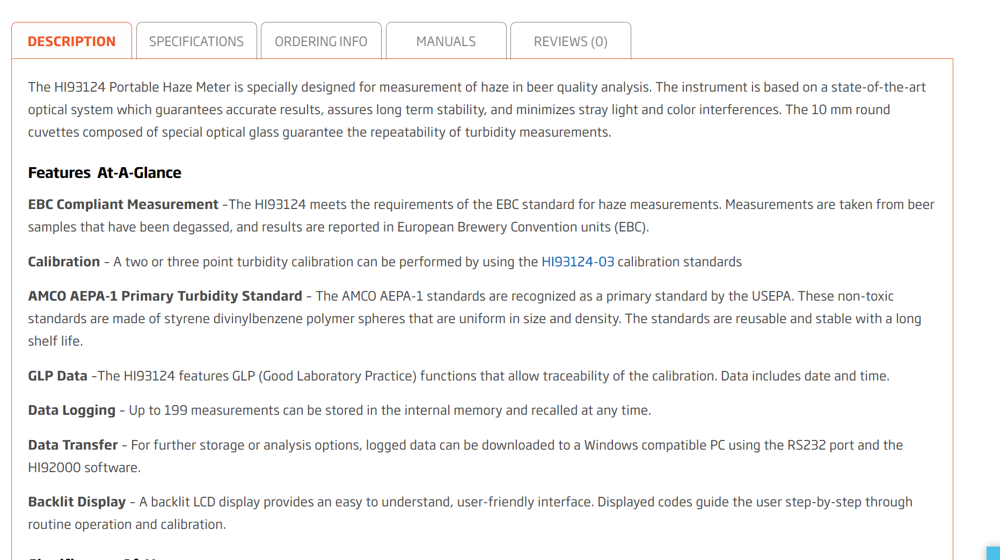 DESCRIPTION
SPECIFICATIONS
ORDERING INFO
MANUALS
REVIEWS (0)
The HI93124 Portable Haze Meter is specially designed for measurement of haze in beer quality analysis. The instrument is based on a state-of-the-art
optical system which guarantees accurate results, assures long term stability, and minimizes stray light and color interferences. The 10 mm round
cuvettes composed of special optical glass guarantee the repeatability of turbidity measurements.
Features At-A-Glance
EBC Compliant Measurement –The HI93124 meets the requirements of the EBC standard for haze measurements. Measurements are taken from beer
samples that have been degassed, and results are reported in European Brewery Convention units (EBC).
Calibration – A two or three point turbidity calibration can be performed by using the HI93124-03 calibration standards
AMCO AEPA-1 Primary Turbidity Standard – The AMCO AEPA-1 standards are recognized as a primary standard by the USEPA. These non-toxic
standards are made of styrene divinylbenzene polymer spheres that are uniform in size and density. The standards are reusable and stable with a long
shelf life.
GLP Data –The HI93124 features GLP (Good Laboratory Practice) functions that allow traceability of the calibration. Data includes date and time.
Data Logging – Up to 199 measurements can be stored in the internal memory and recalled at any time.
Data Transfer – For further storage or analysis options, logged data can be downloaded to a Windows compatible PC using the RS232 port and the
HI92000 software.
Backlit Display – A backlit LCD display provides an easy to understand, user-friendly interface. Displayed codes guide the user step-by-step through
routine operation and calibration.